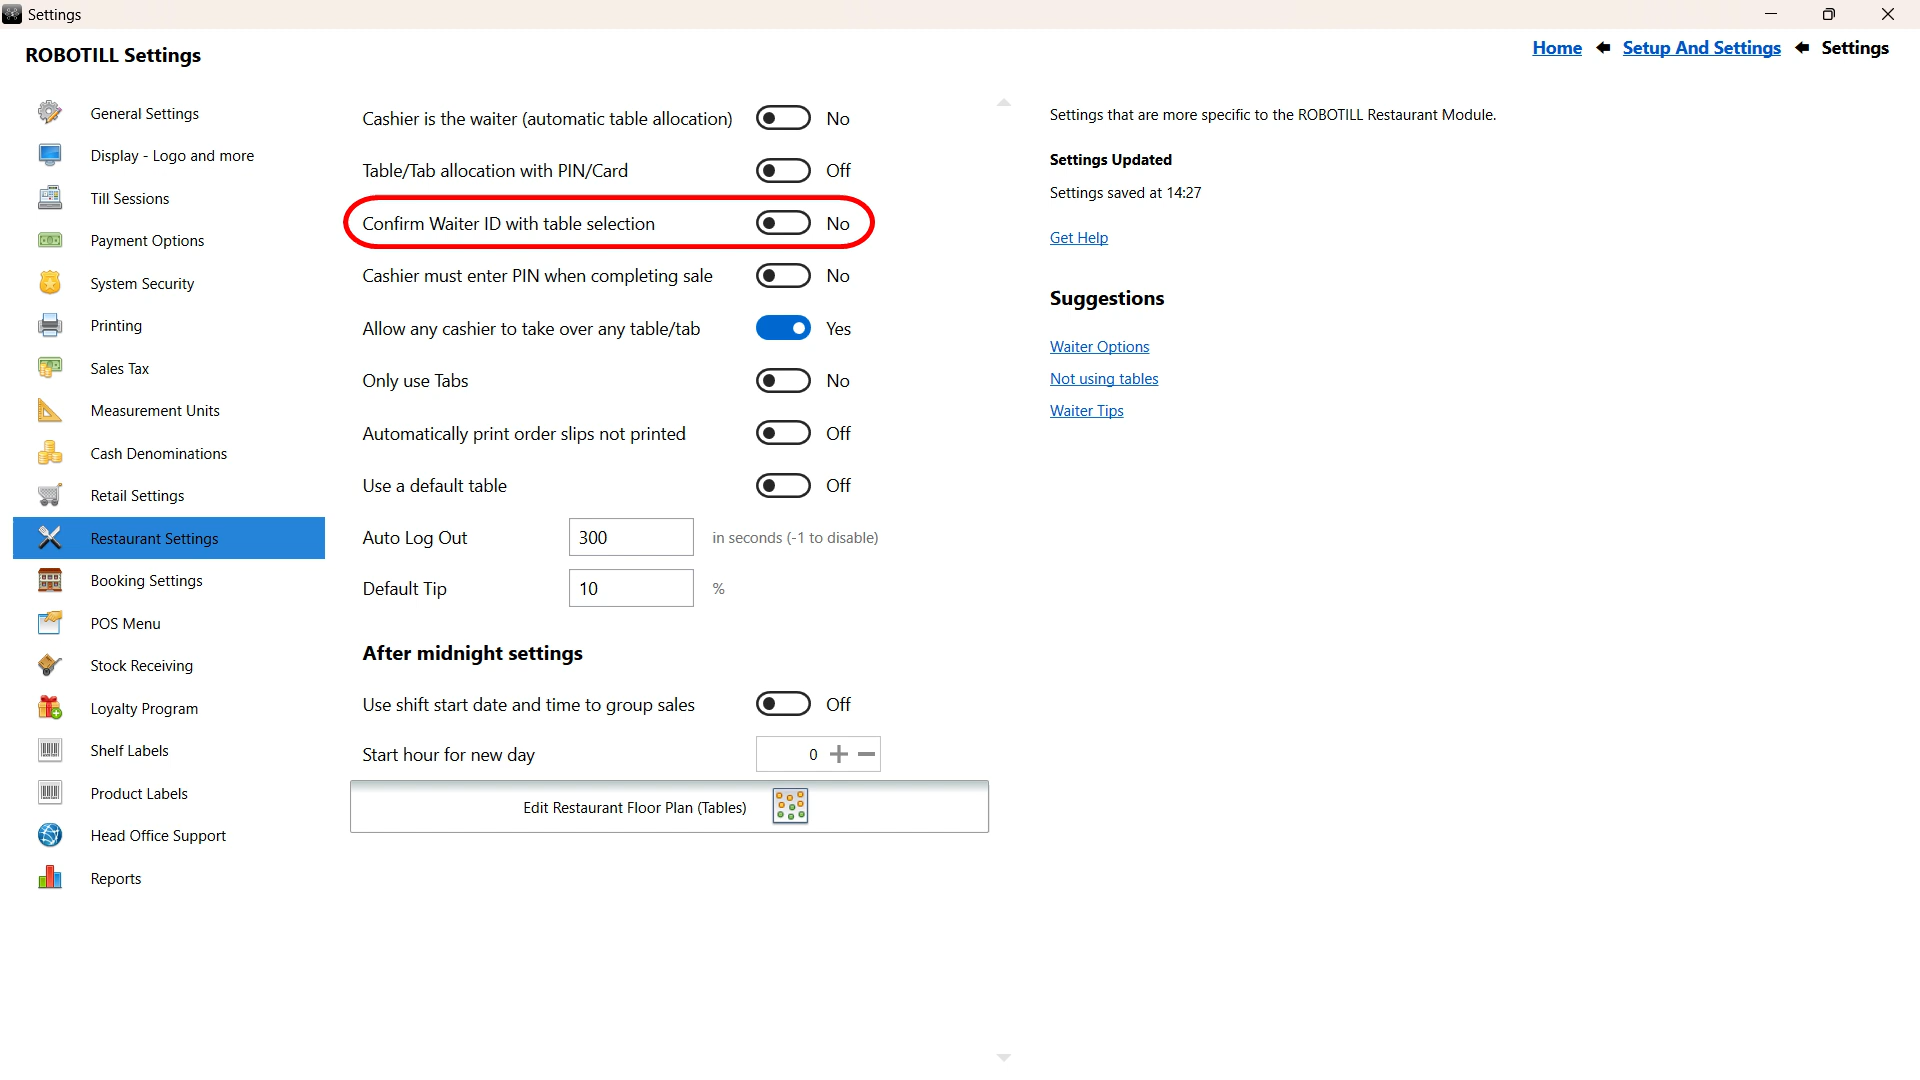 Settings
ROBOTILL Settings
Home Setup And Settings Settings
General Settings
Display - Logo and more
Till Sessions
Payment Options
System Security
Printing
Sales Tax
Measurement Units
Cash Denominations
Retail Settings
Restaurant Settings
Booking Settings
POS Menu
Stock Receiving
Loyalty Program
Shelf Labels
Product Labels
Head Office Support
Reports
Cashier is the waiter (automatic table allocation) No
Table/Tab allocation with PIN/Card Off
Confirm Waiter ID with table selection No
Cashier must enter PIN when completing sale No
Allow any cashier to take over any table/tab Yes
Only use Tabs No
Automatically print order slips not printed Off
Use a default table Off
Auto Log Out 300 in seconds (-1 to disable)
Default Tip 10 %
After midnight settings
Use shift start date and time to group sales Off
Start hour for new day 0
Edit Restaurant Floor Plan (Tables)
Settings that are more specific to the ROBOTILL Restaurant Module.
Settings Updated
Settings saved at 14:27
Get Help
Suggestions
Waiter Options
Not using tables
Waiter Tips